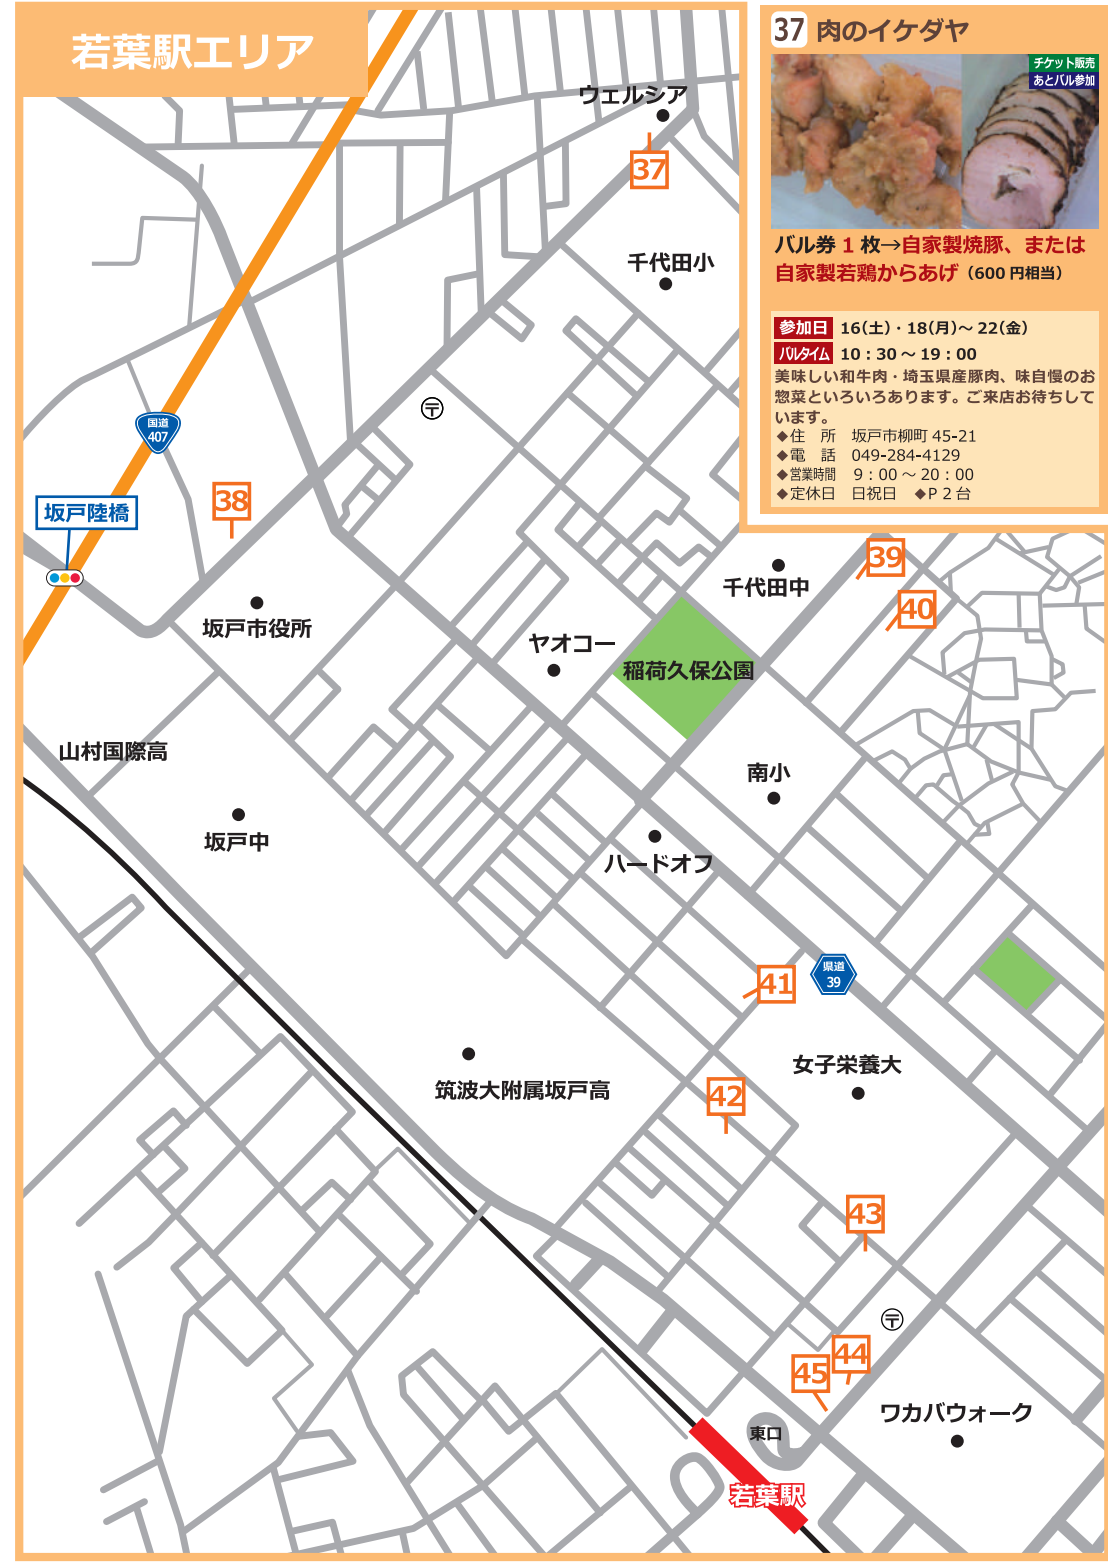 若葉駅エリア
37 肉のイケダヤ
チケット販売
あとバル参加
バル券 1 枚→自家製焼豚、または
自家製若鶏からあげ（600 円相当）
参加日 16(土)・18(月)～ 22(金)
バルタイム 10：30 ～ 19：00
美味しい和牛肉・埼玉県産豚肉、味自慢のお
惣菜といろいろあります。ご来店お待ちして
います。
◆住　所　坂戸市柳町 45-21
◆電　話　049-284-4129
◆営業時間　9：00 ～ 20：00
◆定休日　日祝日　◆P 2 台
ウェルシア
37
千代田小
〒
国道
407
38
坂戸陸橋
39
千代田中
40
坂戸市役所
ヤオコー
稲荷久保公園
山村国際高
南小
坂戸中
ハードオフ
県道
39
41
女子栄養大
筑波大附属坂戸高
42
43
〒
44
45
ワカバウォーク
東口
若葉駅